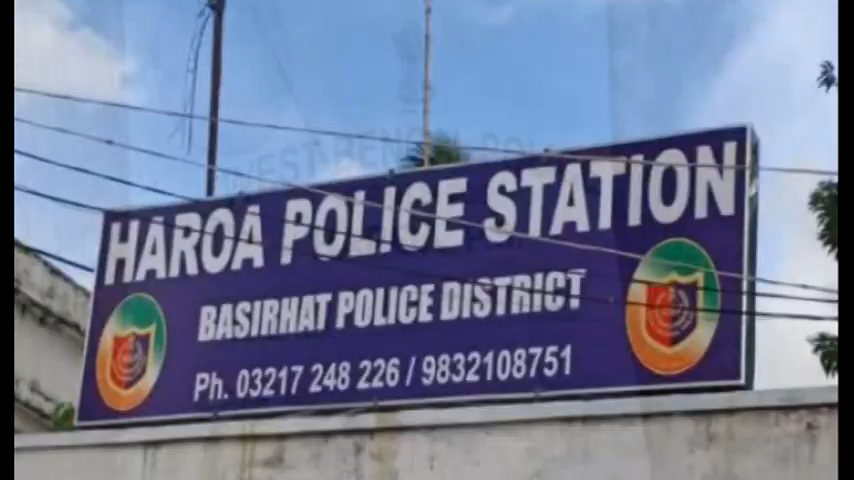 HAROA POLICE STATION
BASIRHAT POLICE DISTRICT
Ph. 03217 248 226 / 9832108751